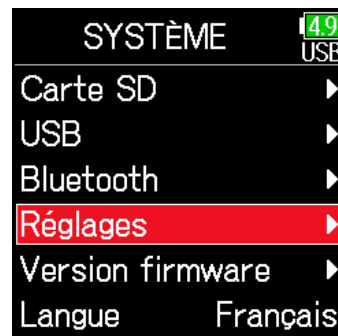 SYSTÈME 4.9
USB
Carte SD
USB
Bluetooth
Réglages
Version firmware
Langue Français